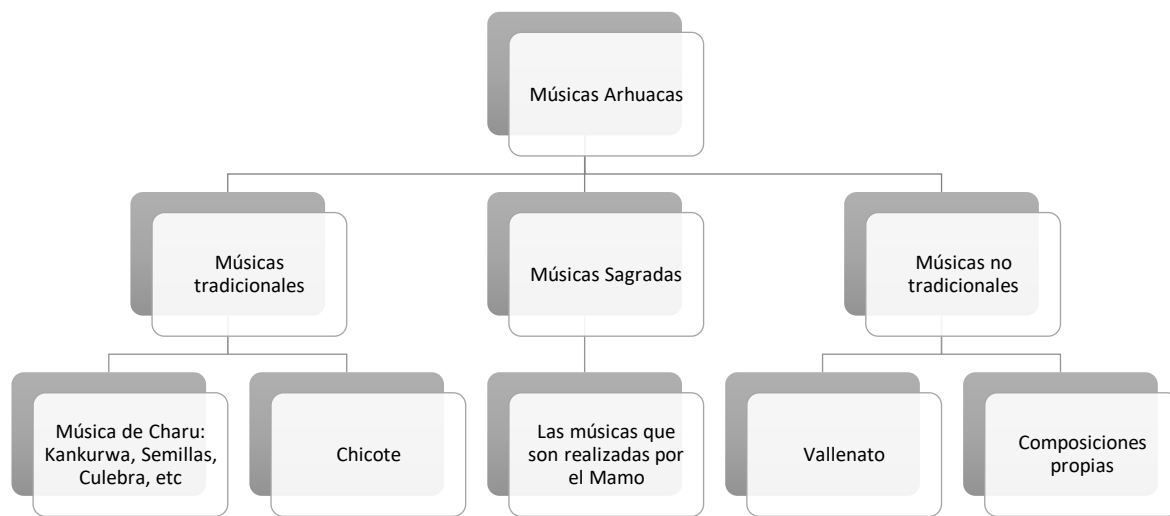 Músicas Arhuacas
Músicas
tradicionales
Músicas Sagradas
Músicas no
tradicionales
Música de Charu:
Kankurwa, Semillas,
Culebra, etc
Chicote
Las músicas que
son realizadas por
el Mamo
Vallenato
Composiciones
propias